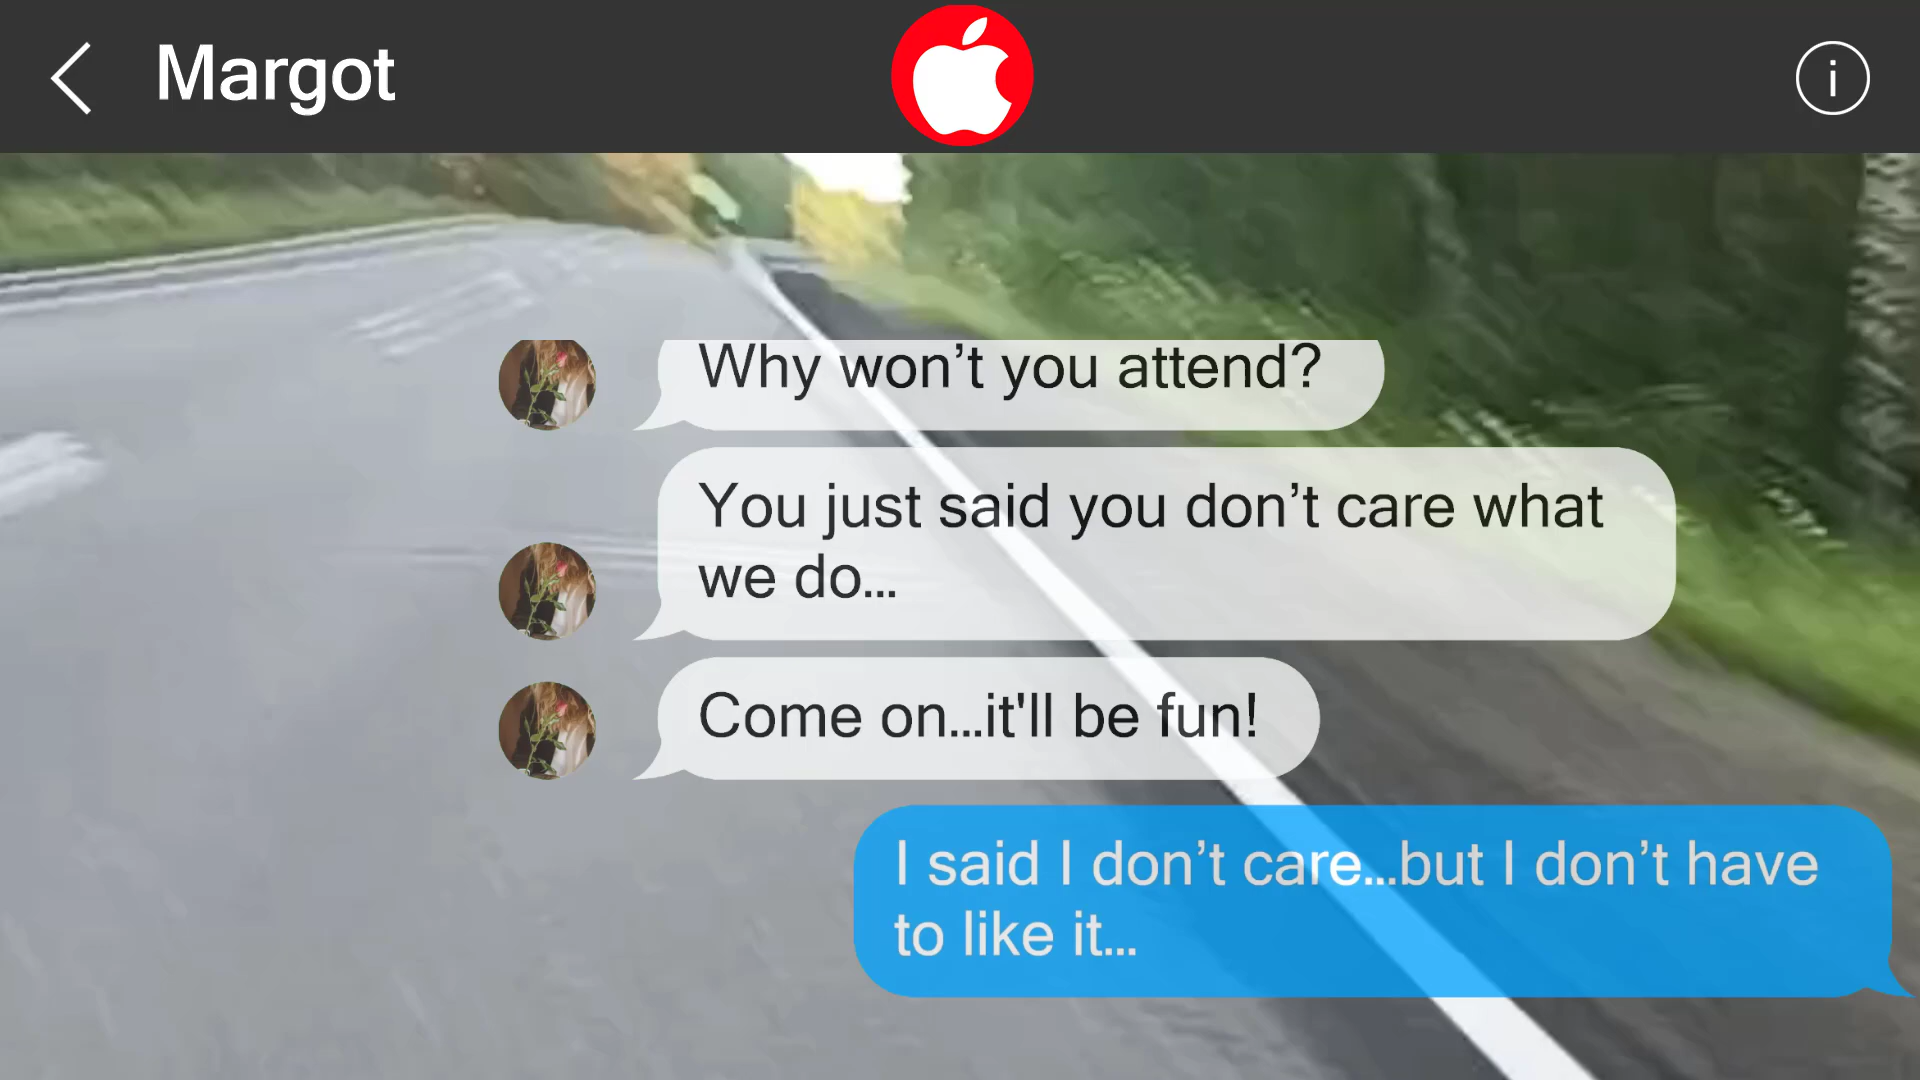 Margot
i
Why won’t you attend?
You just said you don’t care what
we do...
Come on...it'll be fun!
I said I don’t care...but I don’t have
to like it...